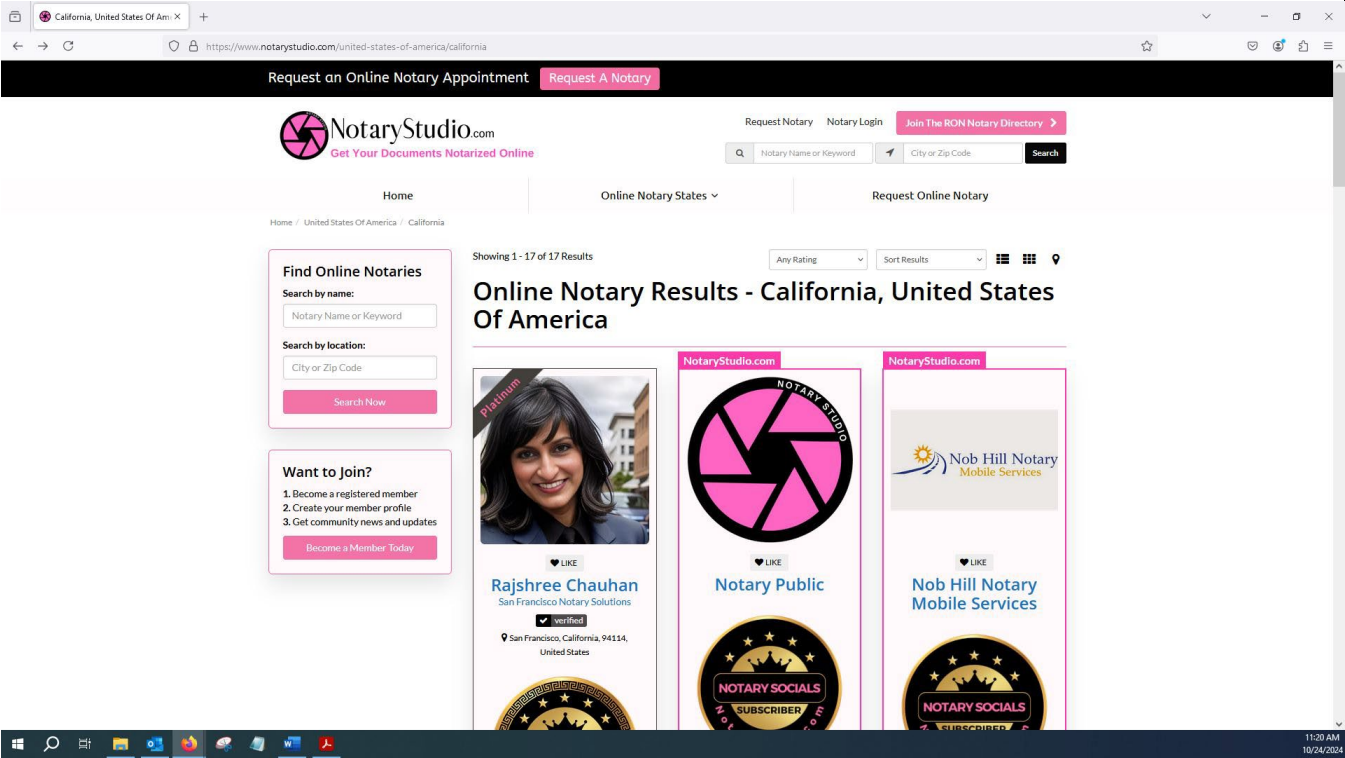 California, United States Of Am
https://www.notarystudio.com/united-states-of-america/california
Request an Online Notary Appointment Request A Notary
NotaryStudio.com
Get Your Documents Notarized Online
Request Notary Notary Login Join The RON Notary Directory
Notary Name or Keyword City or Zip Code Search
Home Online Notary States Request Online Notary
Home / United States Of America / California
Find Online Notaries
Search by name:
Notary Name or Keyword
Search by location:
City or Zip Code
Search Now
Want to Join?
1. Become a registered member
2. Create your member profile
3. Get community news and updates
Become a Member Today
Showing 1 - 17 of 17 Results
Any Rating Sort Results
Online Notary Results - California, United States
Of America
Platinum
LIKE
Rajshree Chauhan
San Francisco Notary Solutions
verified
San Francisco, California, 94114,
United States
NotaryStudio.com
NOTARY STUDIO
LIKE
Notary Public
NOTARY SOCIALS
SUBSCRIBER
NotaryStudio.com
Nob Hill Notary
Mobile Services
LIKE
Nob Hill Notary
Mobile Services
NOTARY SOCIALS
SUBSCRIBER
11:20 AM
10/24/2024